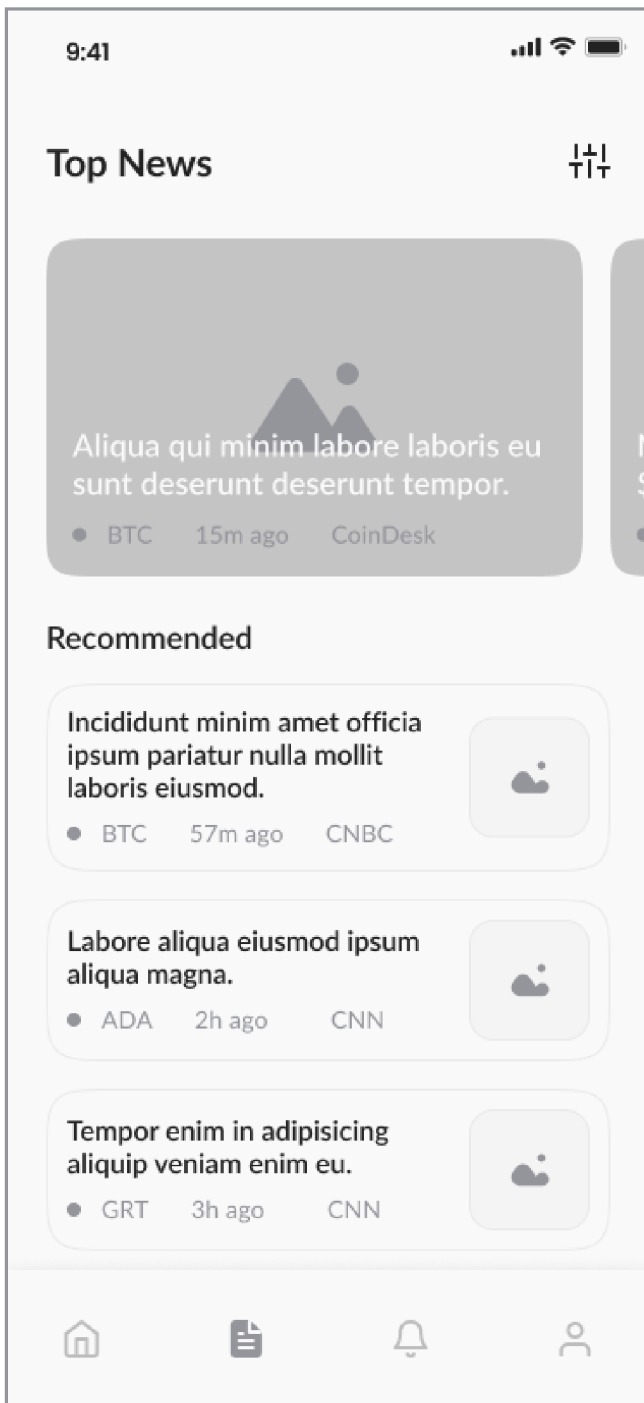 9:41
Top News
Aliqua qui minim labore laboris eu
sunt deserunt deserunt tempor.
BTC 15m ago CoinDesk
Recommended
Incididunt minim amet officia
ipsum pariatur nulla mollit
laboris eiusmod.
BTC 57m ago CNBC
Labore aliqua eiusmod ipsum
aliqua magna.
ADA 2h ago CNN
Tempor enim in adipisicing
aliquip veniam enim eu.
GRT 3h ago CNN